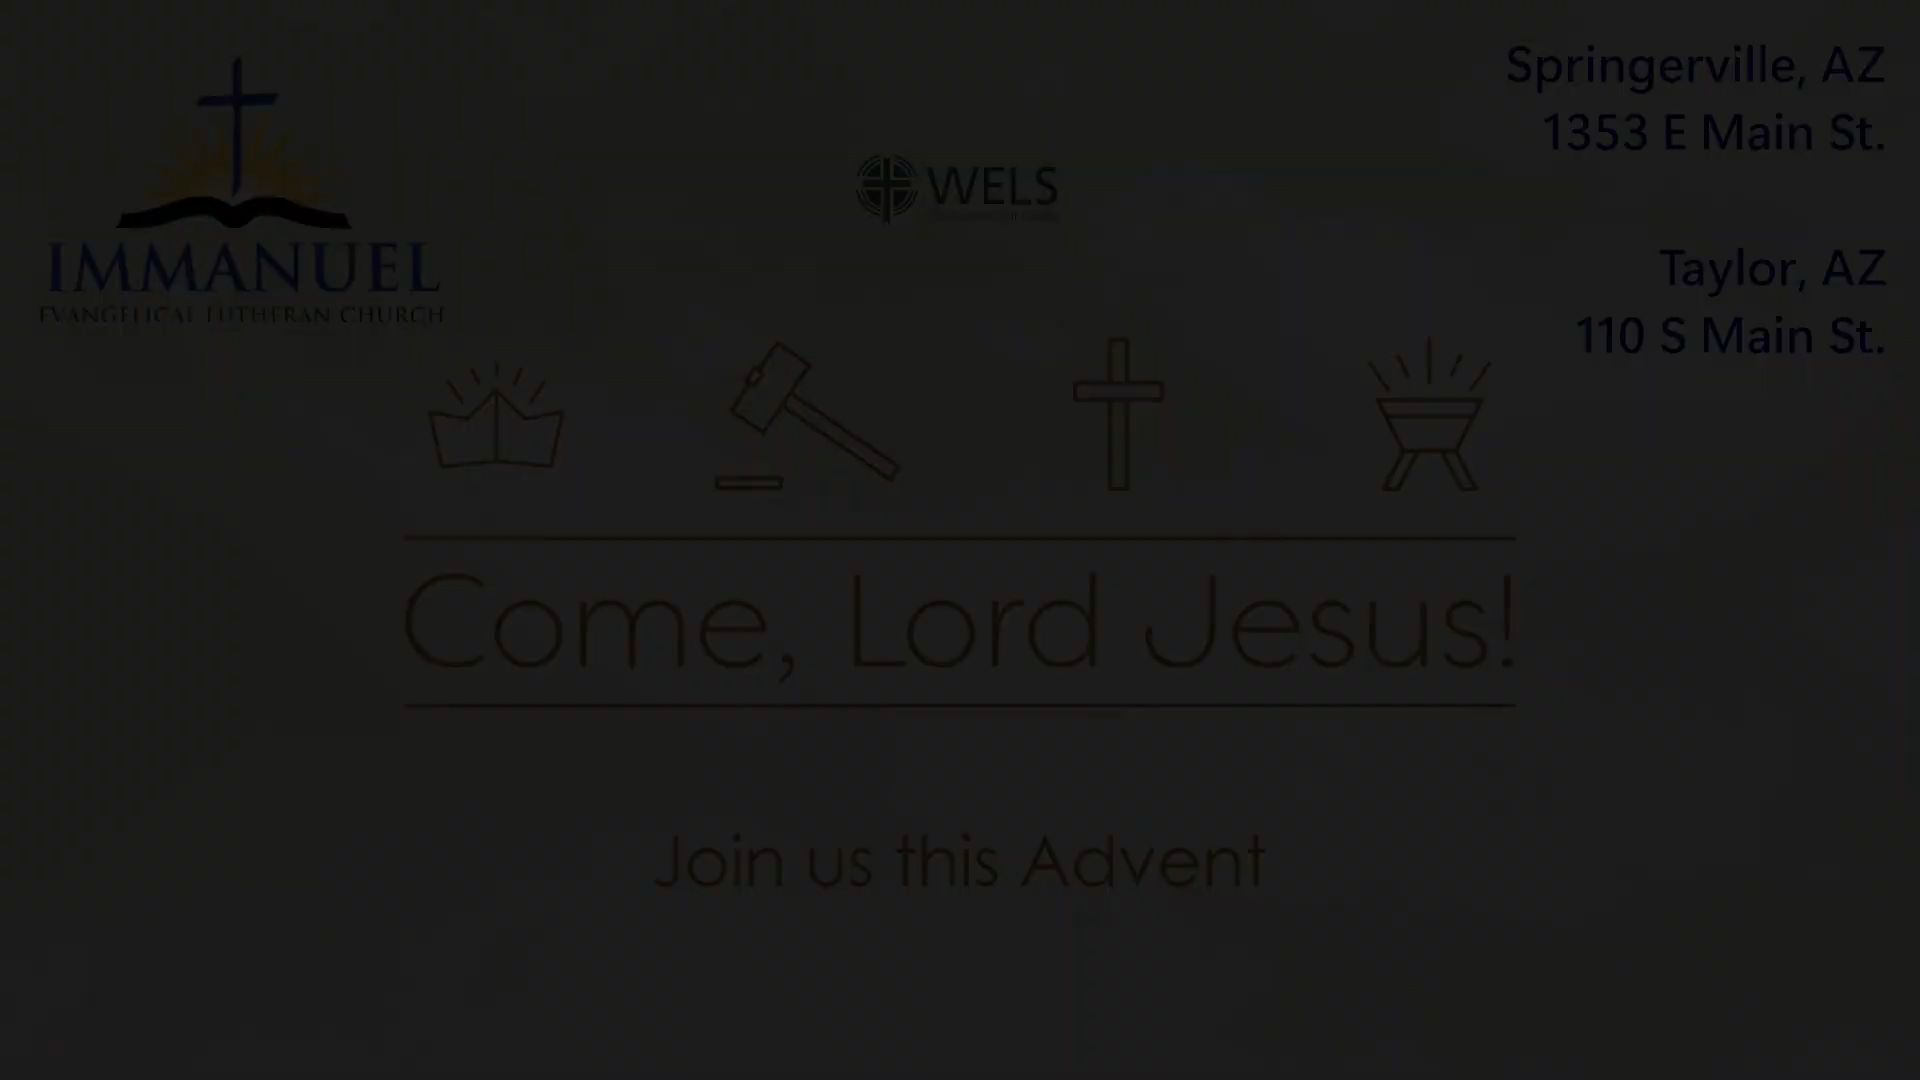 IMMANUEL
EVANGELICAL LUTHERAN CHURCH
WELS
Springerville, AZ
1353 E Main St.
Taylor, AZ
110 S Main St.
Come, Lord Jesus!
Join us this Advent